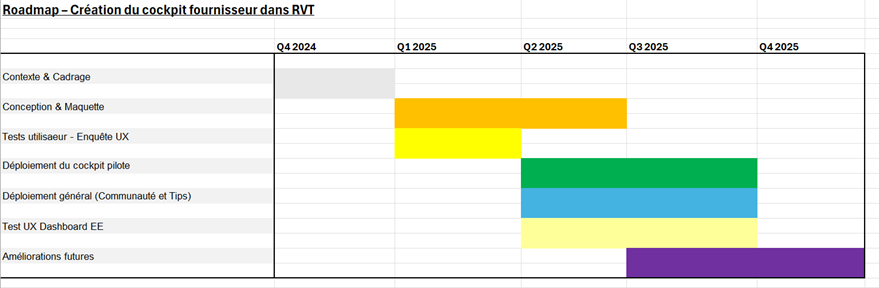 Roadmap – Création du cockpit fournisseur dans RVT
Q4 2024 Q1 2025 Q2 2025 Q3 2025 Q4 2025
Contexte & Cadrage
Conception & Maquette
Tests utilisaeur - Enquête UX
Déploiement du cockpit pilote
Déploiement général (Communauté et Tips)
Test UX Dashboard EE
Améliorations futures